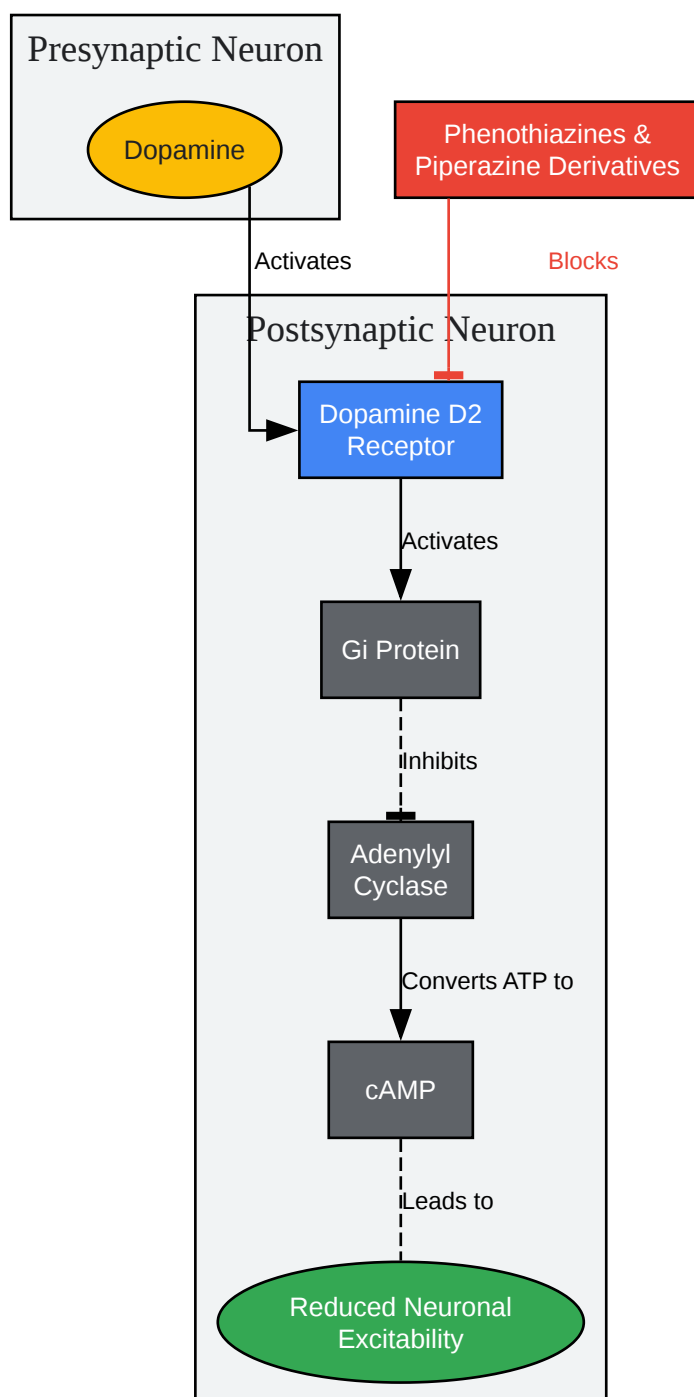 Presynaptic Neuron
Dopamine
Phenothiazines &
Piperazine Derivatives
Activates
Blocks
Postsynaptic Neuron
Dopamine D2
Receptor
Activates
Gi Protein
Inhibits
Adenylyl
Cyclase
Converts ATP to
cAMP
Leads to
Reduced Neuronal
Excitability